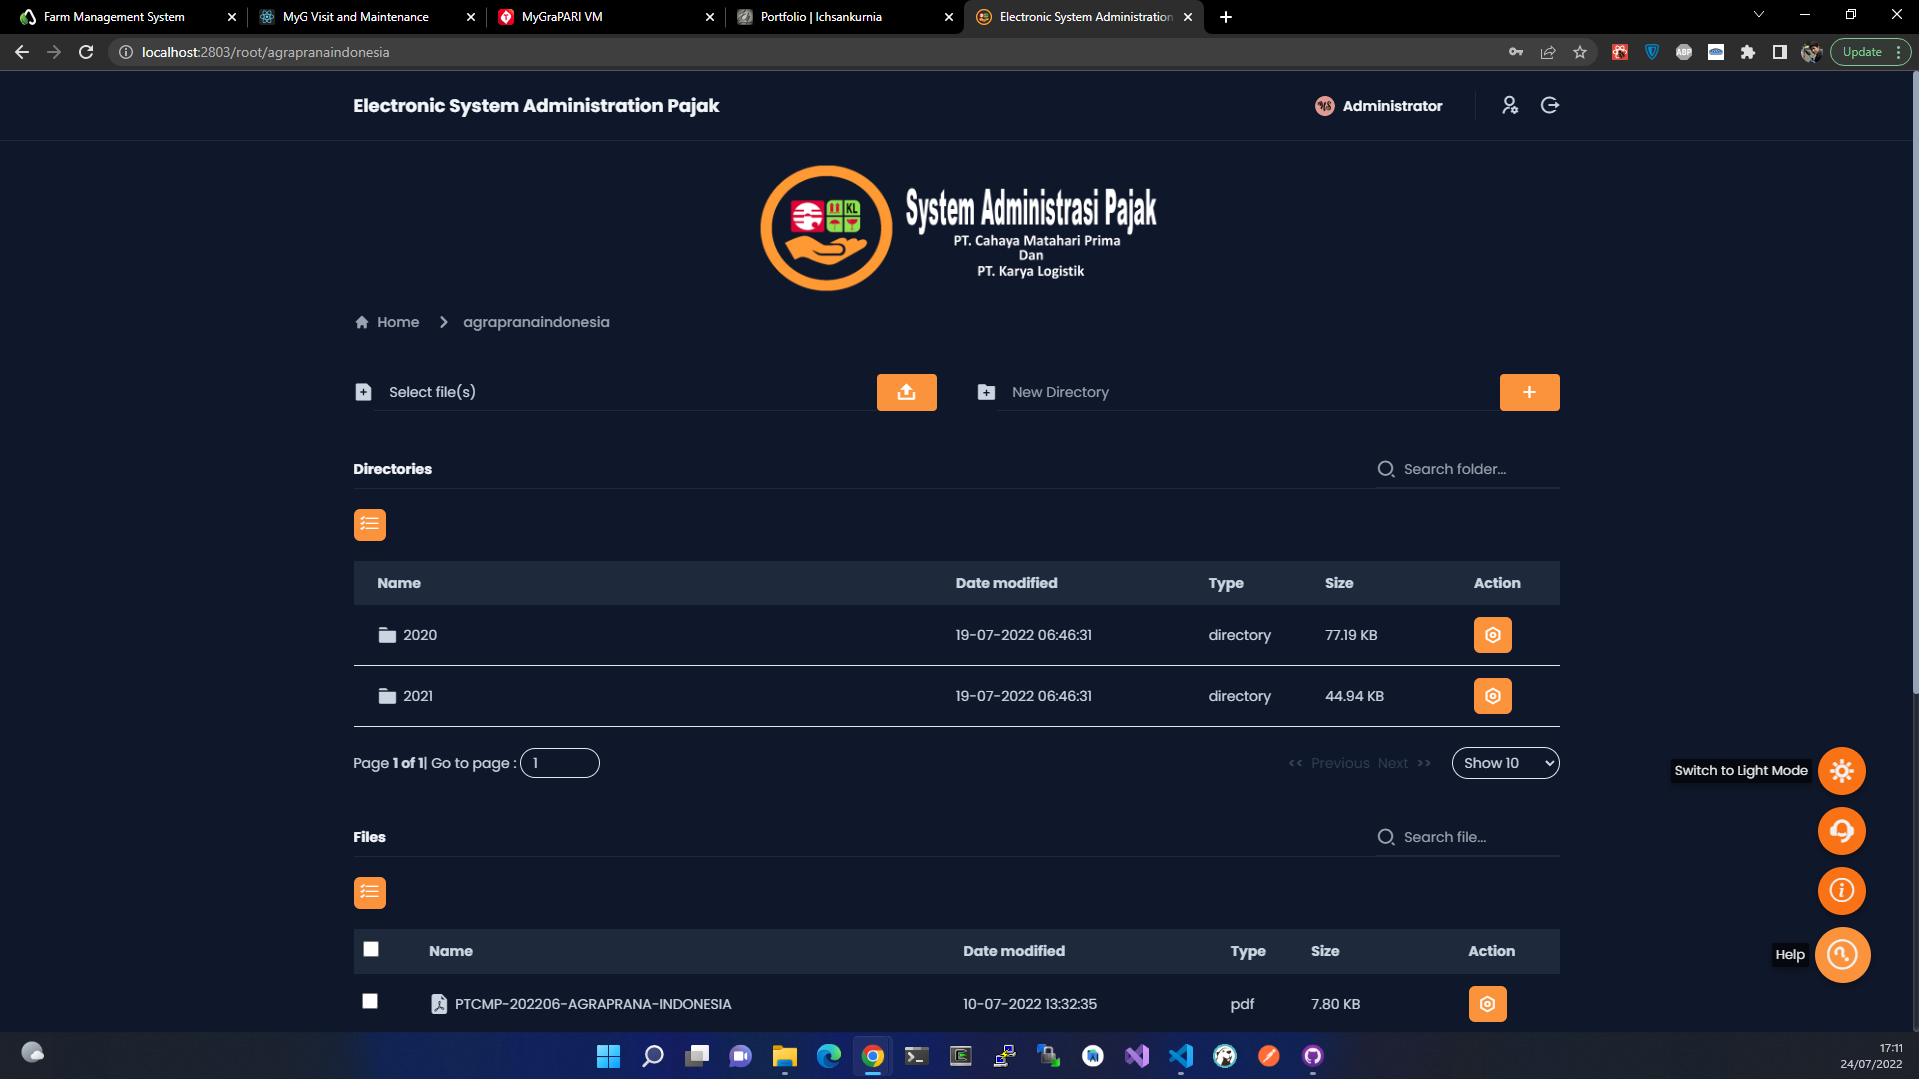 Farm Management System
MyG Visit and Maintenance
MyGraPARI VM
Portfolio | Ichsankurnia
Electronic System Administration
localhost:2803/root/agrapranaindonesia
ABP
Update
Electronic System Administration Pajak
Administrator
KL
System Administrasi Pajak
PT. Cahaya Matahari Prima
Dan
PT. Karya Logistik
Home
agrapranaindonesia
Select file(s)
New Directory
Directories
Search folder...
Name Date modified Type Size Action
2020 19-07-2022 06:46:31 directory 77.19 KB
2021 19-07-2022 06:46:31 directory 44.94 KB
Page 1 of 1| Go to page : 1
<< Previous Next >> Show 10
Switch to Light Mode
Files
Search file...
Name Date modified Type Size Action
Help
PTCMP-202206-AGRAPRANA-INDONESIA 10-07-2022 13:32:35 pdf 7.80 KB
17:11
24/07/2022